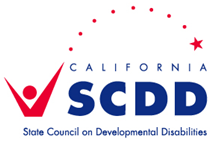 CALIFORNIA
SCDD
State Council on Developmental Disabilities